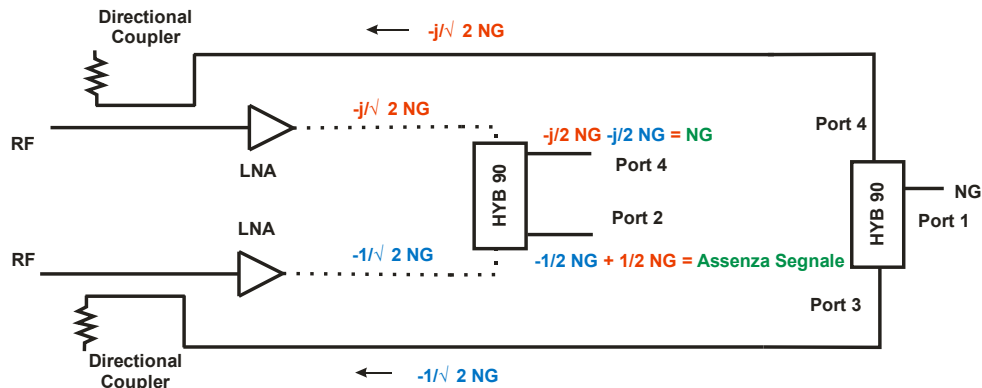 Directional
Coupler
-j/√ 2 NG
-j/√ 2 NG
RF
LNA
-j/2 NG -j/2 NG = NG
Port 4
Port 4
HYB 90
HYB 90
NG
Port 1
LNA
Port 2
RF
-1/√ 2 NG
-1/2 NG + 1/2 NG = Assenza Segnale
Port 3
Directional
Coupler
-1/√ 2 NG